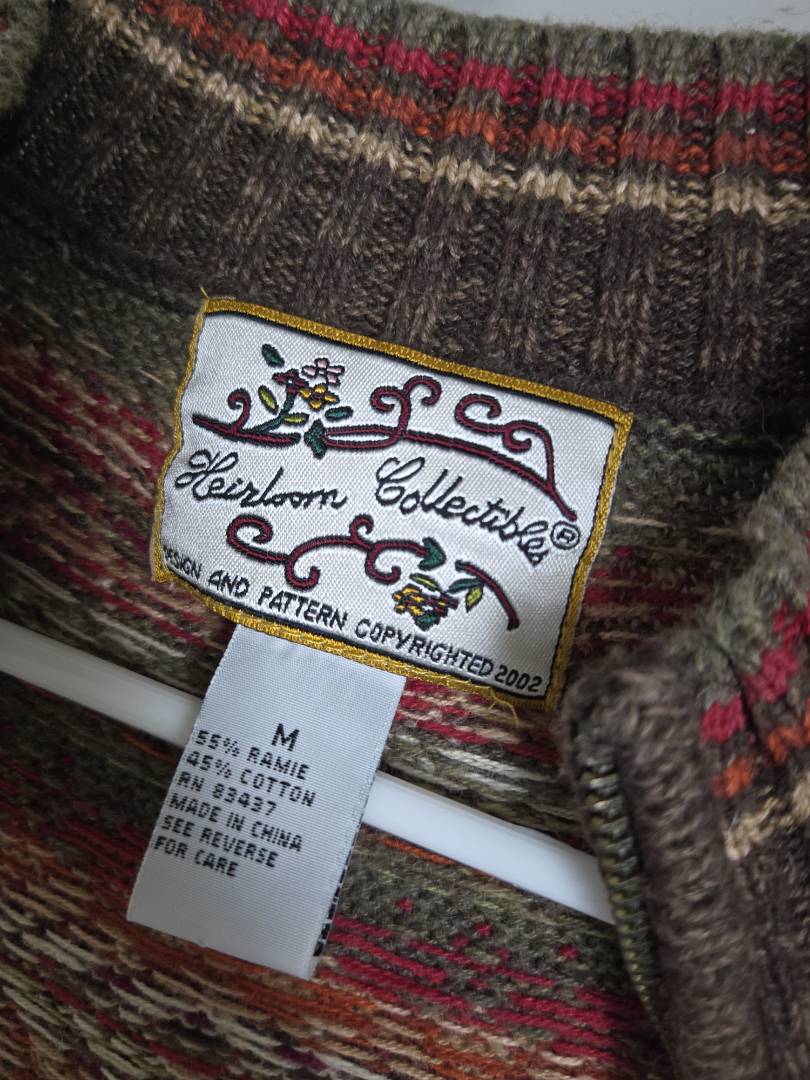 Heirloom Collectibles®
DESIGN AND PATTERN COPYRIGHTED 2002
M
55% RAMIE
45% COTTON
RN 83437
MADE IN CHINA
SEE REVERSE
FOR CARE